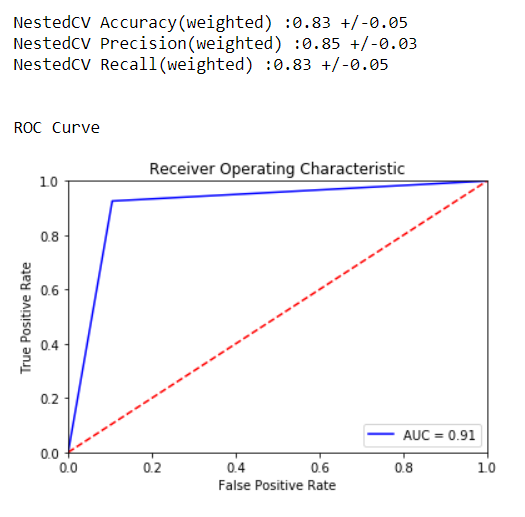 NestedCV Accuracy(weighted) :0.83 +/-0.05
NestedCV Precision(weighted) :0.85 +/-0.03
NestedCV Recall(weighted) :0.83 +/-0.05
ROC Curve
Receiver Operating Characteristic
1.0
0.8
0.6
0.4
0.2
0.0
True Positive Rate
AUC = 0.91
0.0 0.2 0.4 0.6 0.8 1.0
False Positive Rate